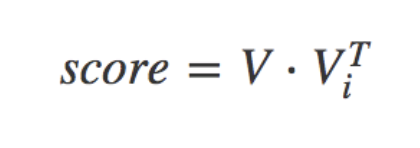 score = V · V_i^T